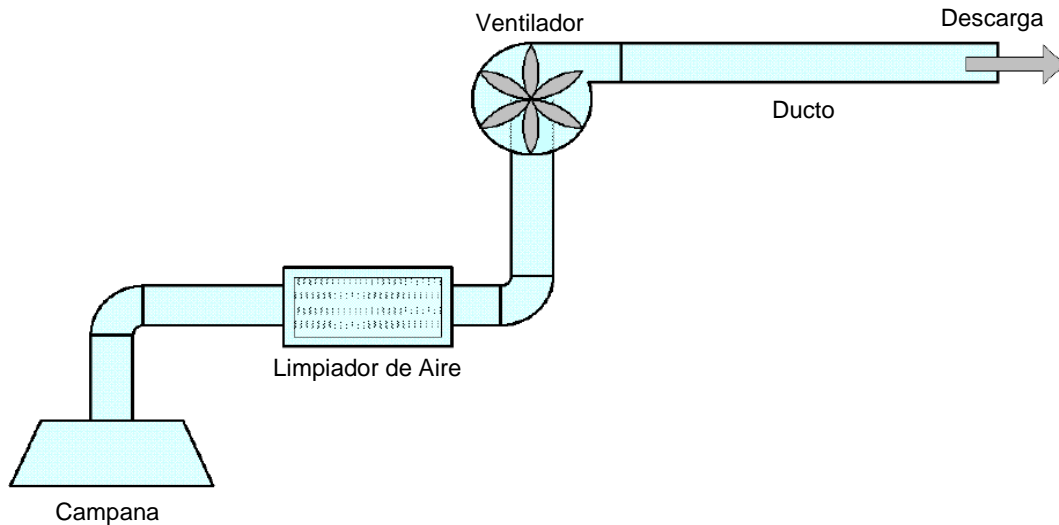 Descarga
Ventilador
Ducto
Limpiador de Aire
Campana